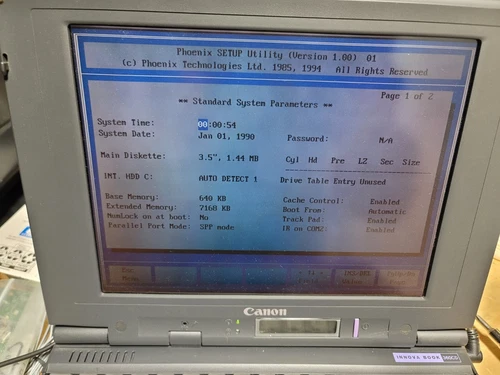 Phoenix SETUP Utility (Version 1.00) 01
(c) Phoenix Technologies Ltd. 1985, 1994 All Rights Reserved
Page 1 of 2
** Standard System Parameters **
System Time: 00:00:54
System Date: Jan 01, 1990 Password: N/A
Main Diskette: 3.5", 1.44 MB Cyl Hd Pre LZ Sec Size
INT. HDD C: AUTO DETECT 1 Drive Table Entry Unused
Base Memory: 640 KB Cache Control: Enabled
Extended Memory: 7168 KB Boot From: Automatic
NumLock on at boot: No Track Pad: Enabled
Parallel Port Mode: SPP mode IR on COM2: Enabled
Esc
Menu
Canon
INNOVA BOOK